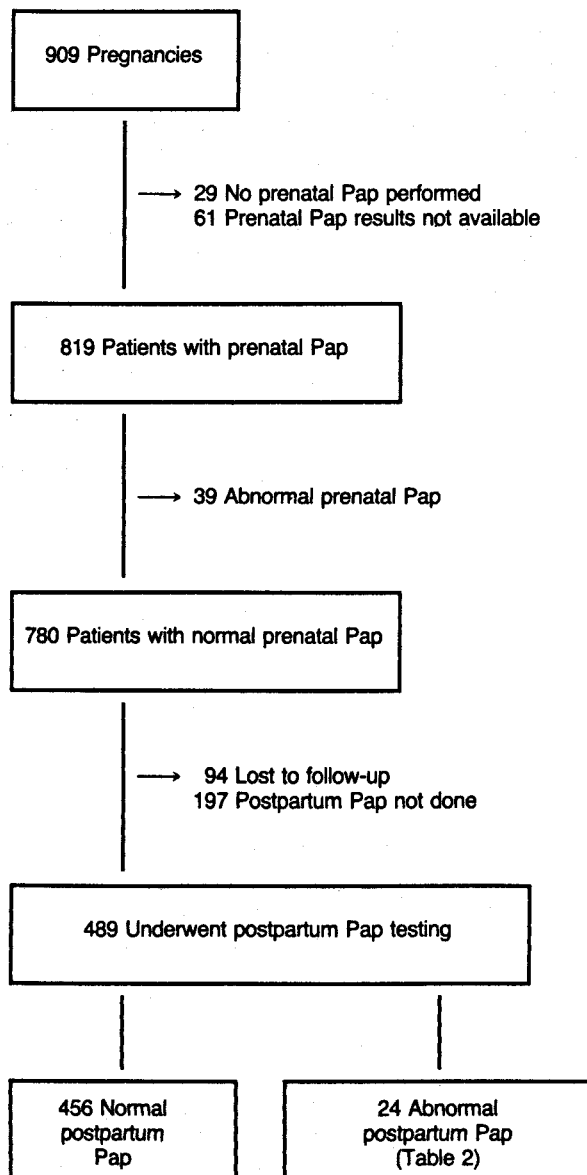 909 Pregnancies
29 No prenatal Pap performed
61 Prenatal Pap results not available
819 Patients with prenatal Pap
39 Abnormal prenatal Pap
780 Patients with normal prenatal Pap
94 Lost to follow-up
197 Postpartum Pap not done
489 Underwent postpartum Pap testing
456 Normal
postpartum
Pap
24 Abnormal
postpartum Pap
(Table 2)